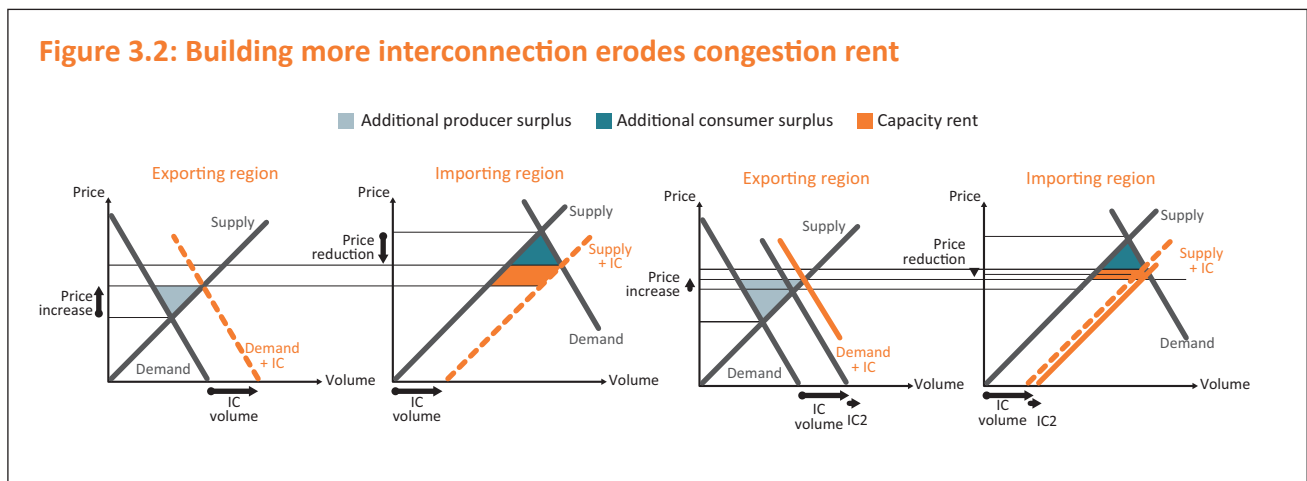 Figure 3.2: Building more interconnection erodes congestion rent
Additional producer surplus
Additional consumer surplus
Capacity rent
Exporting region
Price
Supply
Price
increase
Demand
Demand
+ IC
Volume
IC
volume
Importing region
Price
Supply
Price
reduction
Supply
+ IC
Demand
Volume
IC
volume
Exporting region
Price
Supply
Price
increase
Demand
Demand
+ IC
Volume
IC
volume
IC2
Importing region
Price
Supply
Price
reduction
Supply
+ IC
Demand
Volume
IC
volume
IC2